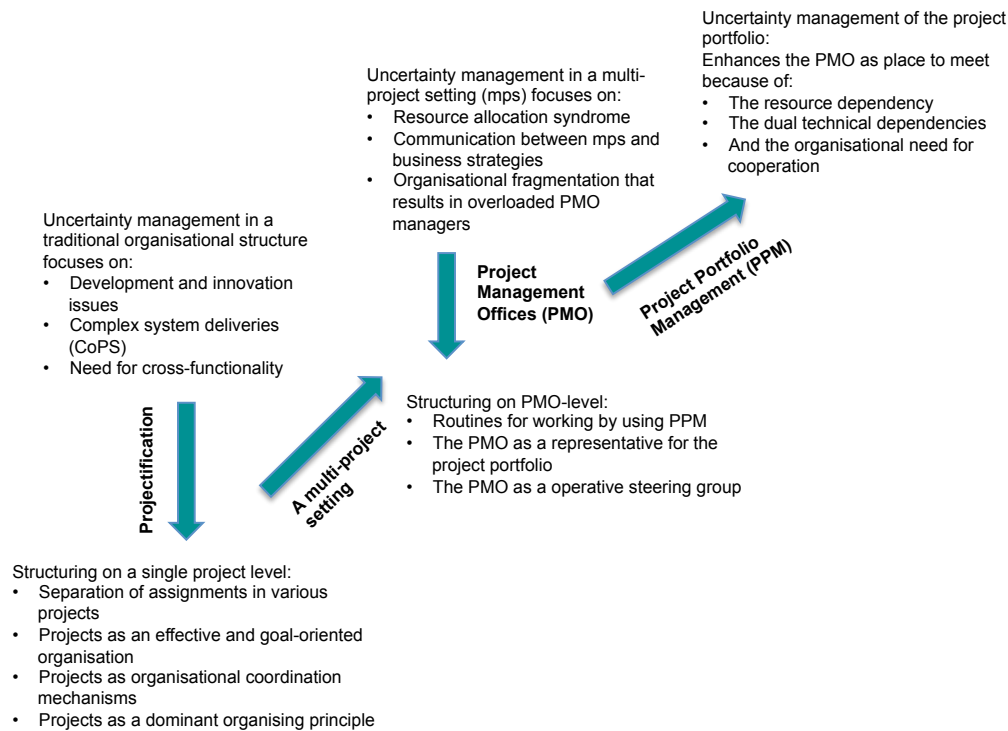 Uncertainty management in a
traditional organisational structure
focuses on:
• Development and innovation
issues
• Complex system deliveries
(CoPS)
• Need for cross-functionality
Projectification
Structuring on a single project level:
• Separation of assignments in various
projects
• Projects as an effective and goal-oriented
organisation
• Projects as organisational coordination
mechanisms
• Projects as a dominant organising principle
A multi-project
setting
Uncertainty management in a multi-
project setting (mps) focuses on:
• Resource allocation syndrome
• Communication between mps and
business strategies
• Organisational fragmentation that
results in overloaded PMO
managers
Project
Management
Offices (PMO)
Structuring on PMO-level:
• Routines for working by using PPM
• The PMO as a representative for the
project portfolio
• The PMO as a operative steering group
Project Portfolio
Management (PPM)
Uncertainty management of the project
portfolio:
Enhances the PMO as place to meet
because of:
• The resource dependency
• The dual technical dependencies
• And the organisational need for
cooperation